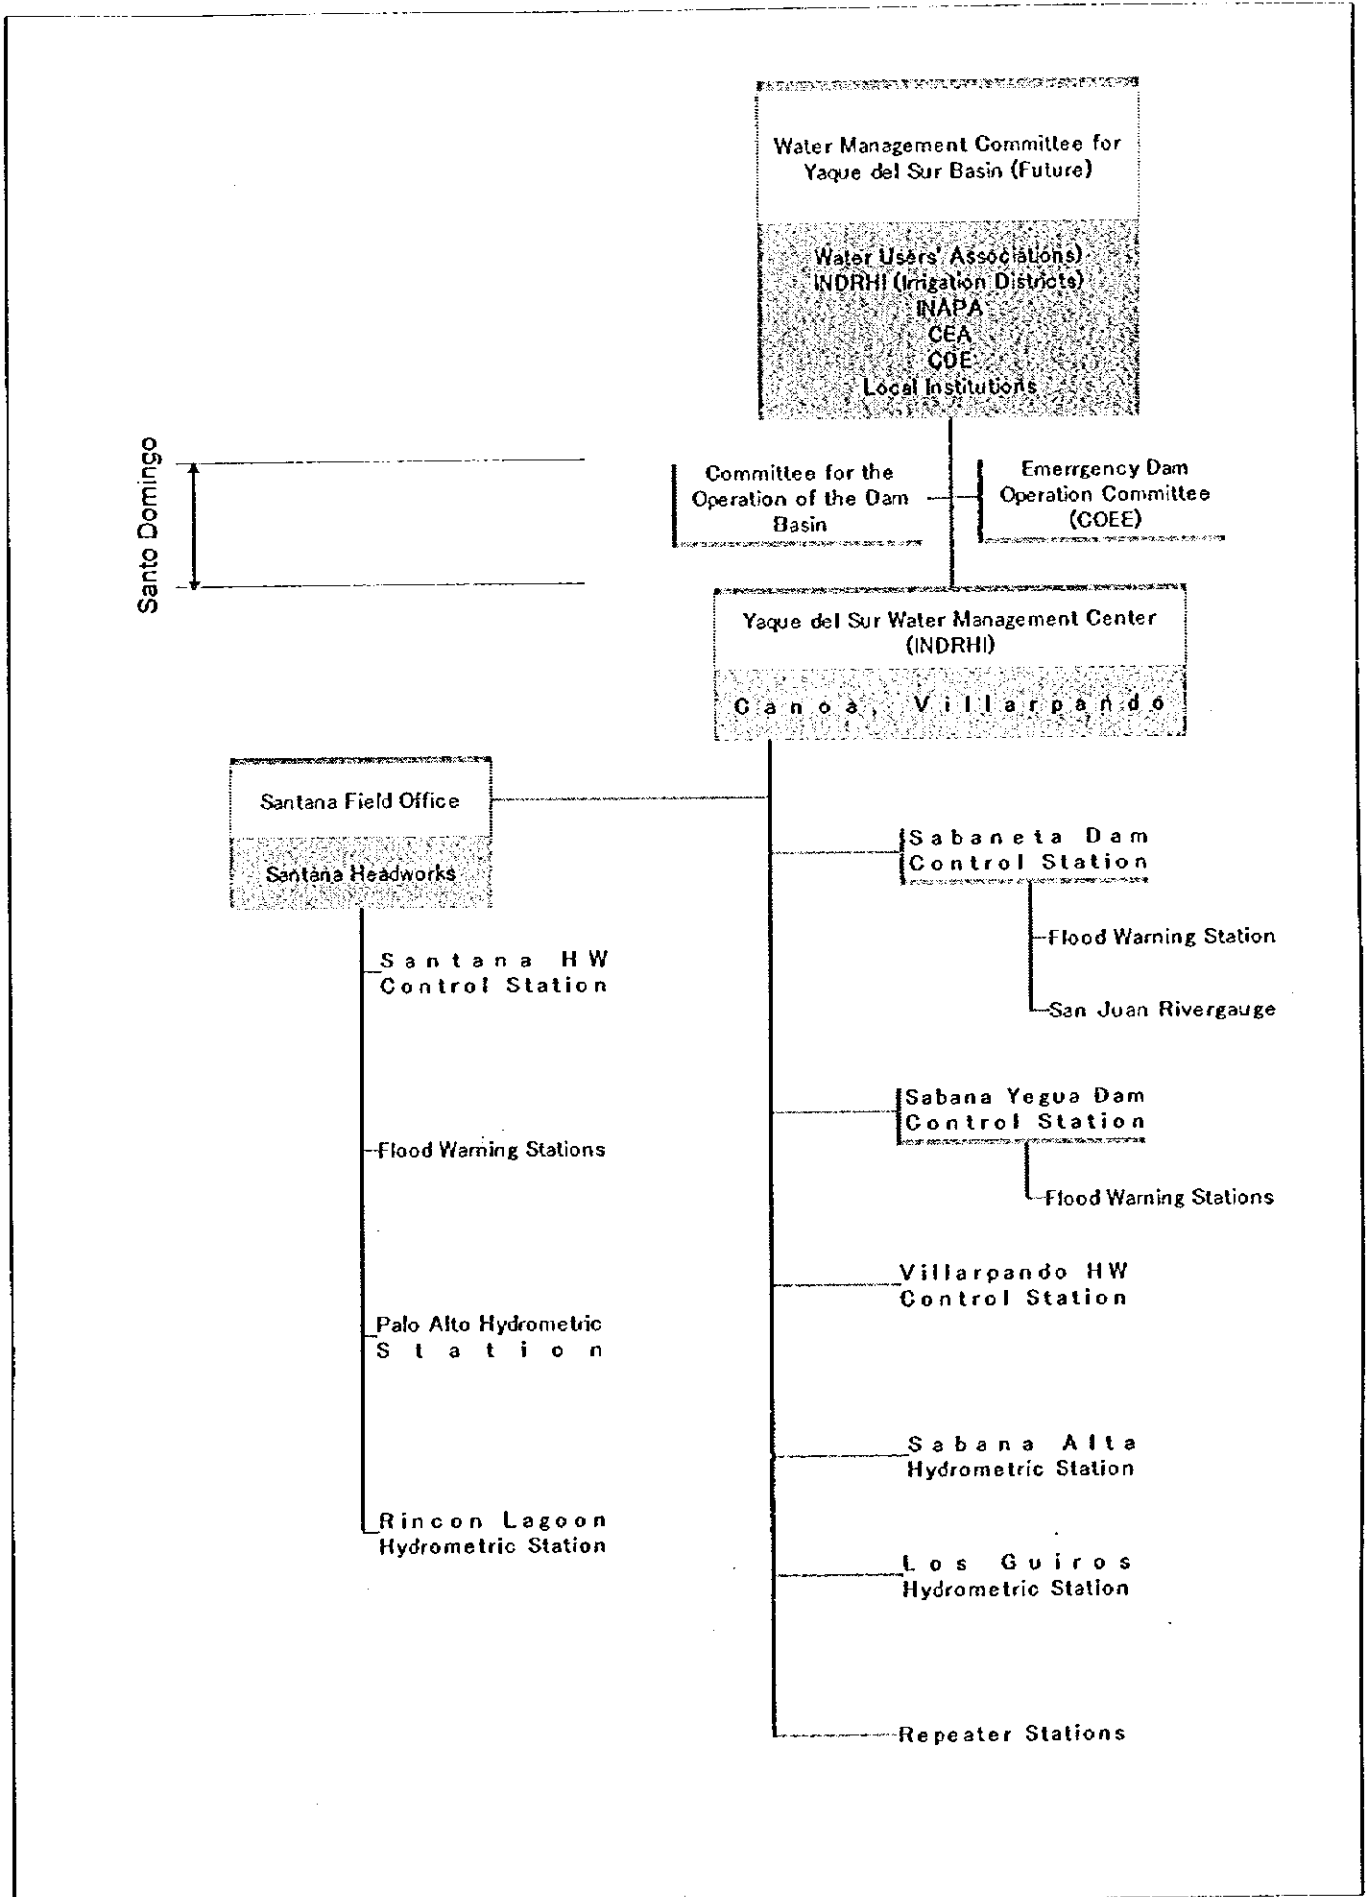 Water Management Committee for
Yaque del Sur Basin (Future)
Water Users' Associations)
INDRHI (Irrigation Districts)
INAPA
CEA
COE
Local Institutions
Santo Domingo
Committee for the
Operation of the Dam
Basin
Emerrgency Dam
Operation Committee
(COEE)
Yaque del Sur Water Management Center
(INDRHI)
Canoa, Villarpando
Santana Field Office
Santana Headworks
Santana HW
Control Station
Flood Warning Stations
Palo Alto Hydrometric
Station
Rincon Lagoon
Hydrometric Station
Sabaneta Dam
Control Station
Flood Warning Station
San Juan Rivergauge
Sabana Yegua Dam
Control Station
Flood Warning Stations
Villarpando HW
Control Station
Sabana Alta
Hydrometric Station
Los Guiros
Hydrometric Station
Repeater Stations